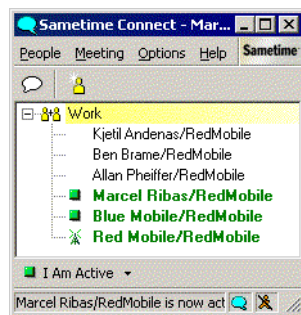 Sametime Connect - Mar...
People Meeting Options Help Sametime
Work
Kjetil Andenas/RedMobile
Ben Brame/RedMobile
Allan Pheiffer/RedMobile
Marcel Ribas/RedMobile
Blue Mobile/RedMobile
Red Mobile/RedMobile
I Am Active
Marcel Ribas/RedMobile is now act